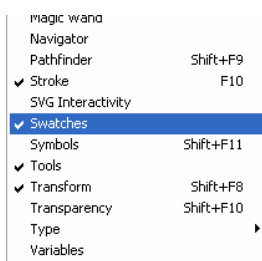 Magic Wand
Navigator
Pathfinder Shift+F9
Stroke F10
SVG Interactivity
Swatches
Symbols Shift+F11
Tools
Transform Shift+F8
Transparency Shift+F10
Type
Variables